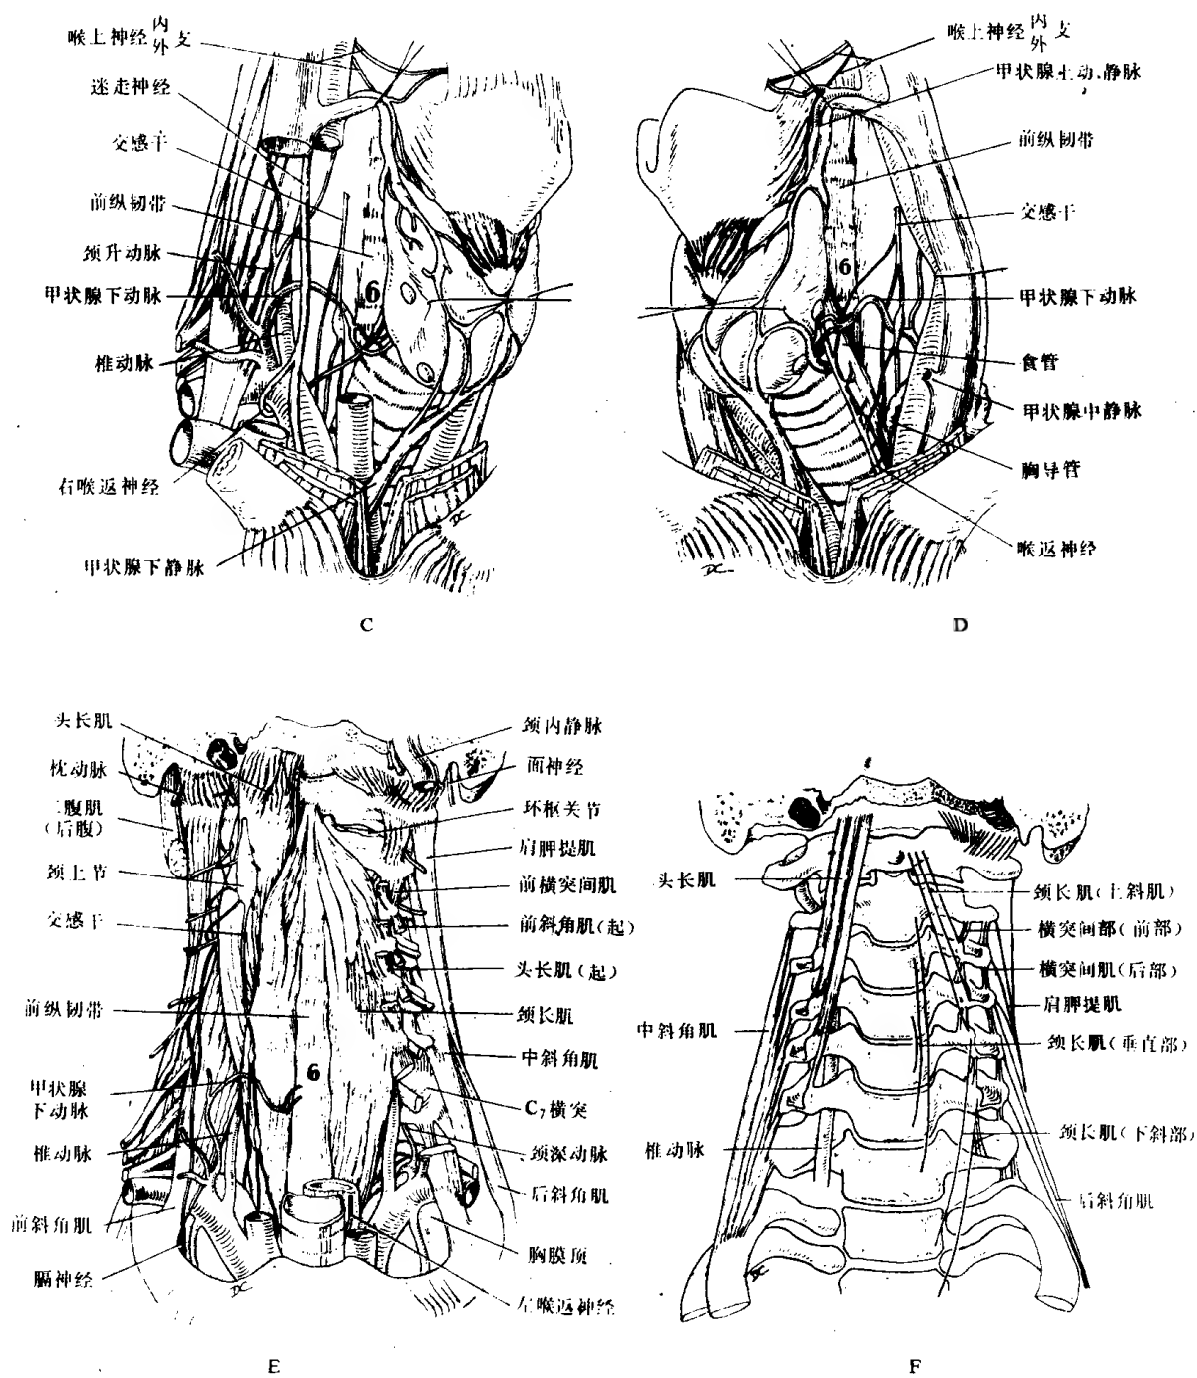 喉上神经 内 支
外
迷走神经
交感干
前纵韧带
颈升动脉
甲状腺下动脉
椎动脉
右喉返神经
甲状腺下静脉
6
DC
C
喉上神经 内 支
外
甲状腺上动、静脉
前纵韧带
交感干
甲状腺下动脉
食管
甲状腺中静脉
胸导管
喉返神经
6
DC
D
头长肌
枕动脉
二腹肌
(后腹)
颈上节
交感干
前纵韧带
甲状腺
下动脉
椎动脉
前斜角肌
膈神经
颈内静脉
面神经
环枢关节
肩胛提肌
前横突间肌
前斜角肌(起)
头长肌(起)
颈长肌
中斜角肌
C₇横突
颈深动脉
后斜角肌
胸膜顶
左喉返神经
6
DC
E
头长肌
中斜角肌
椎动脉
颈长肌(上斜肌)
横突间部(前部)
横突间肌(后部)
肩胛提肌
颈长肌(垂直部)
颈长肌(下斜部)
后斜角肌
DC
F